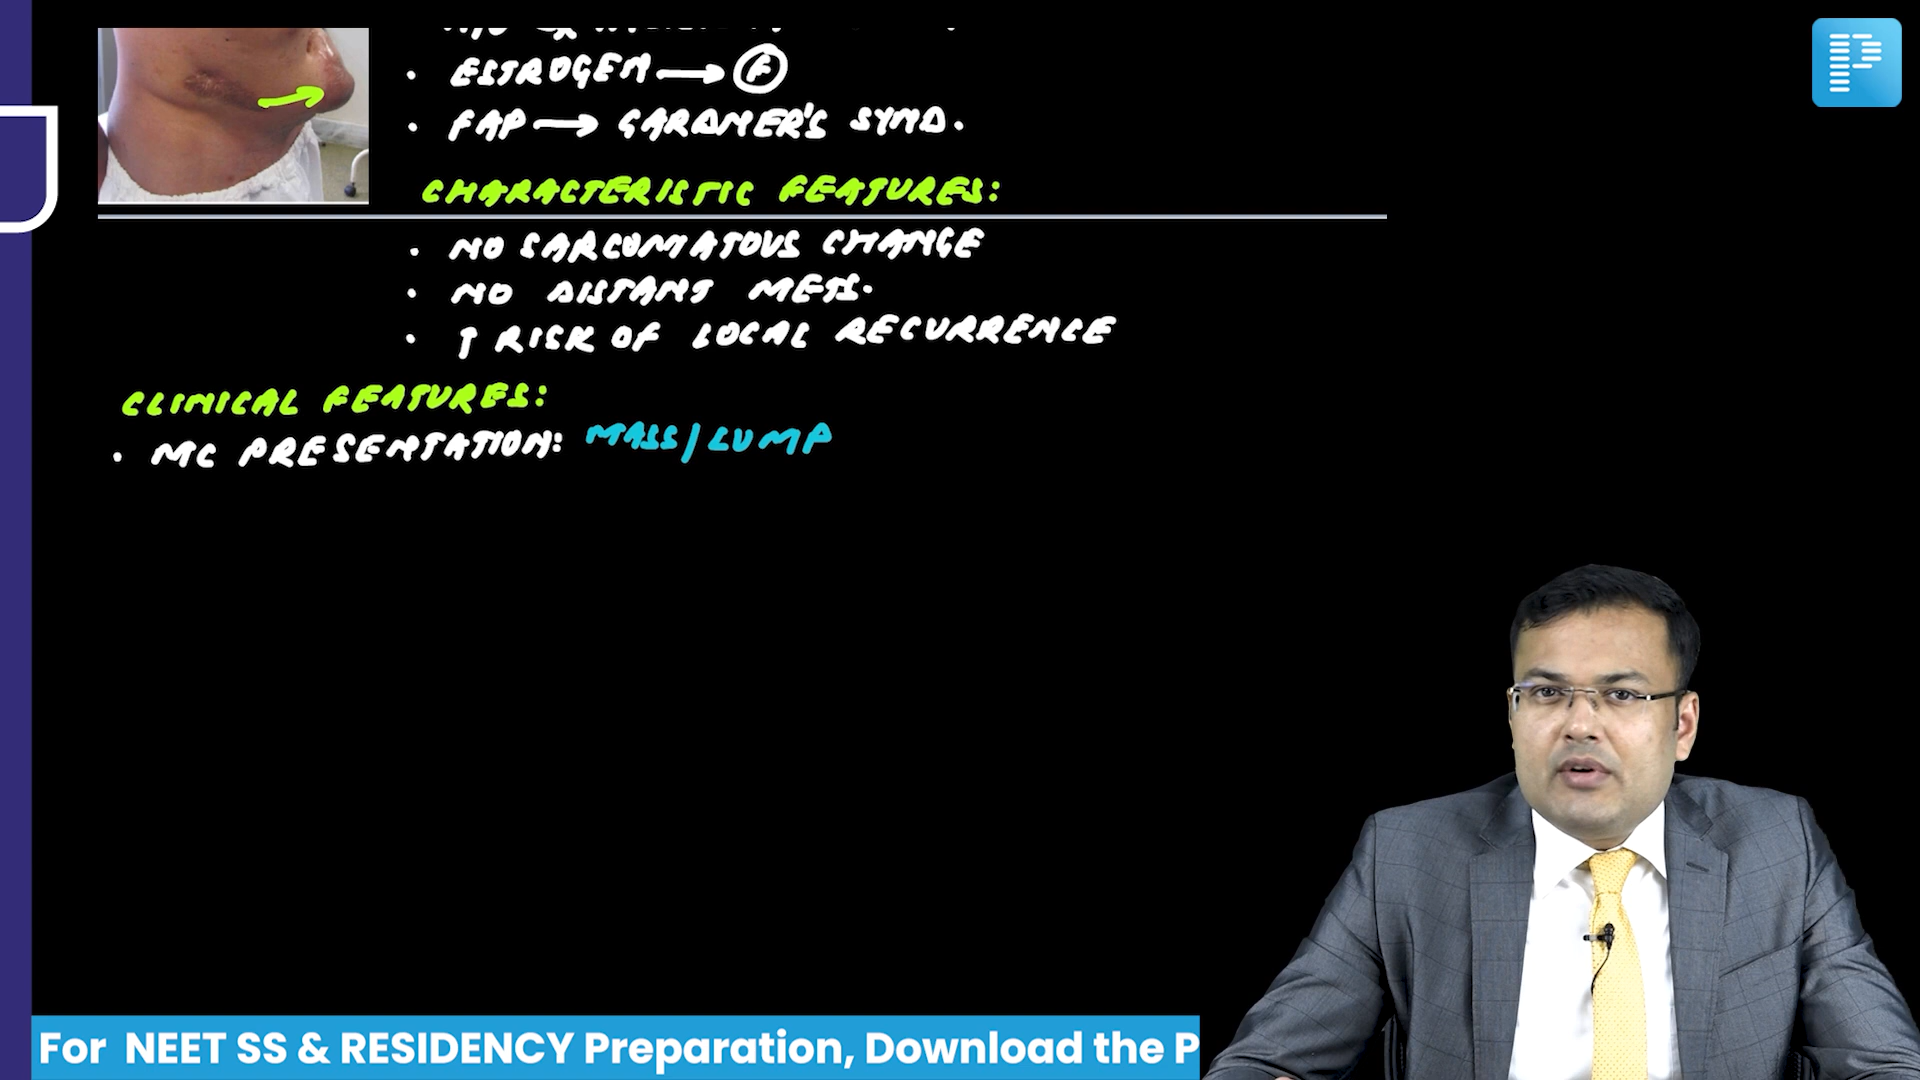 • ESTROGEN → F
• FAP → GARDNER'S SYND.
CHARACTERISTIC FEATURES:
• NO SARCOMATOUS CHANGE
• NO DISTANT METS.
• ↑ RISK OF LOCAL RECURRENCE
CLINICAL FEATURES:
• MC PRESENTATION: MASS/LUMP
For NEET SS & RESIDENCY Preparation, Download the P
P